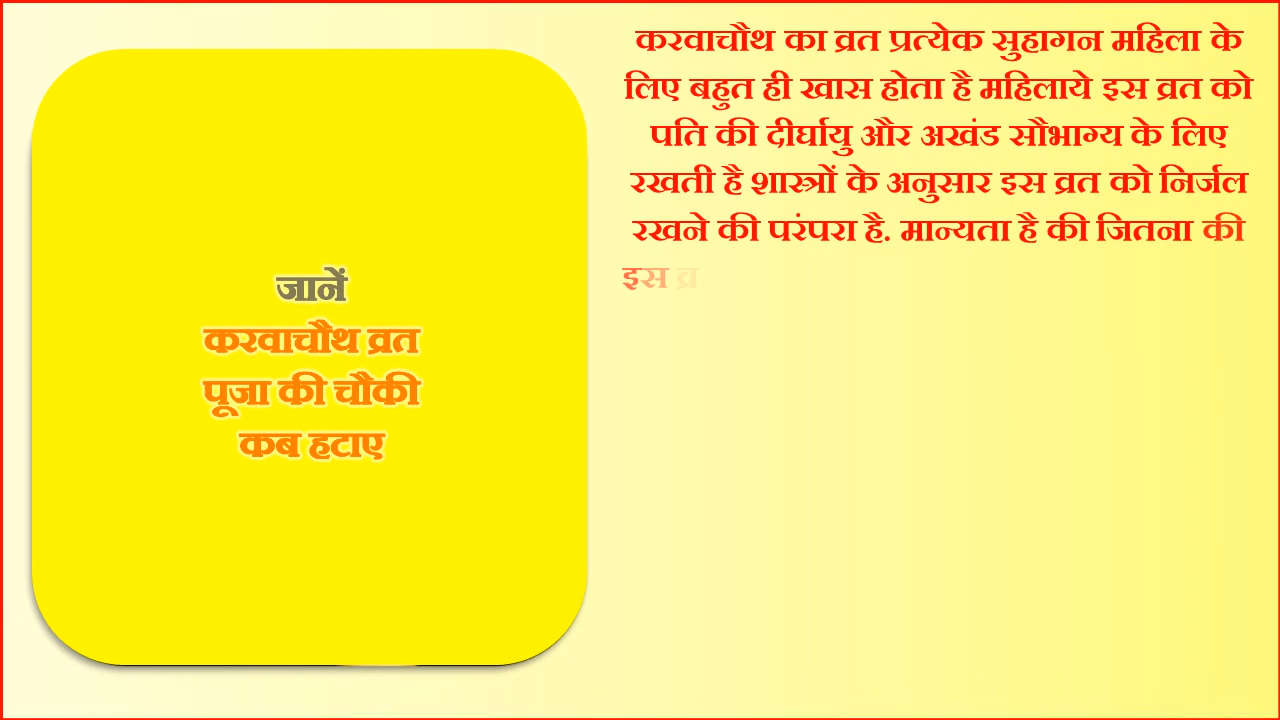 जानें
करवाचौथ व्रत
पूजा की चौकी
कब हटाए
करवाचौथ का व्रत प्रत्येक सुहागन महिला के
लिए बहुत ही खास होता है महिलाये इस व्रत को
पति की दीर्घायु और अखंड सौभाग्य के लिए
रखती है शास्त्रों के अनुसार इस व्रत को निर्जल
रखने की परंपरा है. मान्यता है की जितना की
इस व्र